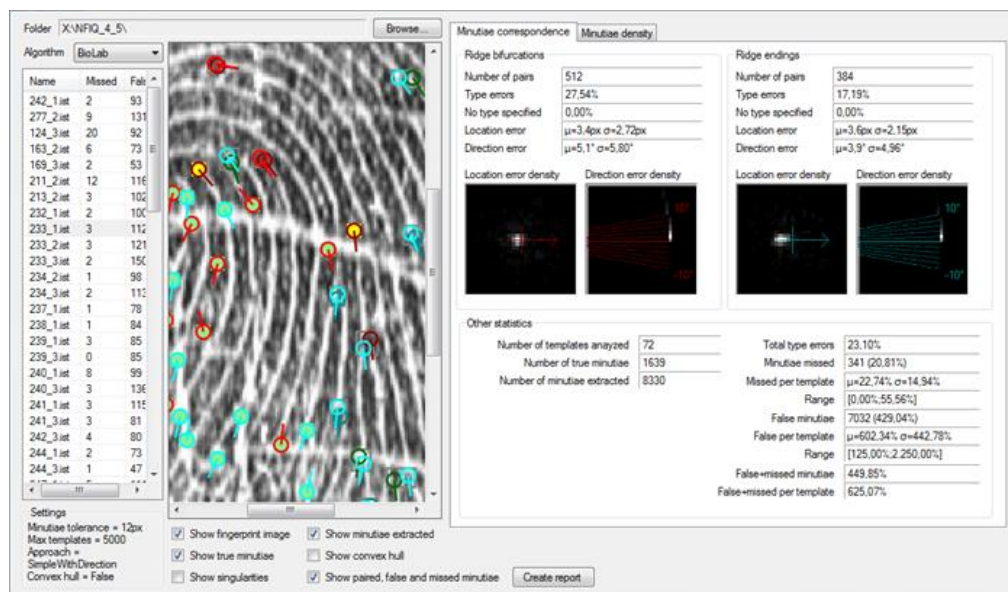 Folder X:\NFIQ_4_5\ Browse...
Algorithm BioLab
Name Missed
242_1.ist 2 93
277_2.ist 9 131
124_3.ist 20 92
163_2.ist 6 73
169_3.ist 2 53
211_2.ist 12 116
213_2.ist 3 102
232_1.ist 2 100
233_1.ist 3 112
233_2.ist 3 121
233_3.ist 2 150
234_2.ist 1 98
234_3.ist 2 113
237_1.ist 1 78
238_1.ist 1 84
239_1.ist 3 85
239_3.ist 0 85
240_1.ist 8 99
240_3.ist 3 136
241_1.ist 3 115
241_3.ist 3 81
242_3.ist 4 80
244_1.ist 2 73
244_3.ist 1 47
Settings
Minutiae tolerance = 12px
Max templates = 5000
Approach =
SimpleWithDirection
Convex hull = False
Show fingerprint image
Show true minutiae
Show singularities
Show minutiae extracted
Show convex hull
Show paired, false and missed minutiae
Create report
Minutiae correspondence Minutiae density
Ridge bifurcations
Number of pairs 512
Type errors 27,54%
No type specified 0,00%
Location error μ=3,4px σ=2,72px
Direction error μ=5,1° σ=5,80°
Location error density Direction error density
10°
-10°
Ridge endings
Number of pairs 384
Type errors 17,19%
No type specified 0,00%
Location error μ=3,6px σ=2,15px
Direction error μ=3,9° σ=4,96°
Location error density Direction error density
10°
-10°
Other statistics
Number of templates anayzed 72
Number of true minutiae 1639
Number of minutiae extracted 8330
Total type errors 23,10%
Minutiae missed 341 (20,81%)
Missed per template μ=22,74% σ=14,94%
Range [0,00%;55,56%]
False minutiae 7032 (429,04%)
False per template μ=602,34% σ=442,78%
Range [125,00%;2.250,00%]
False+missed minutiae 449,85%
False+missed per template 625,07%